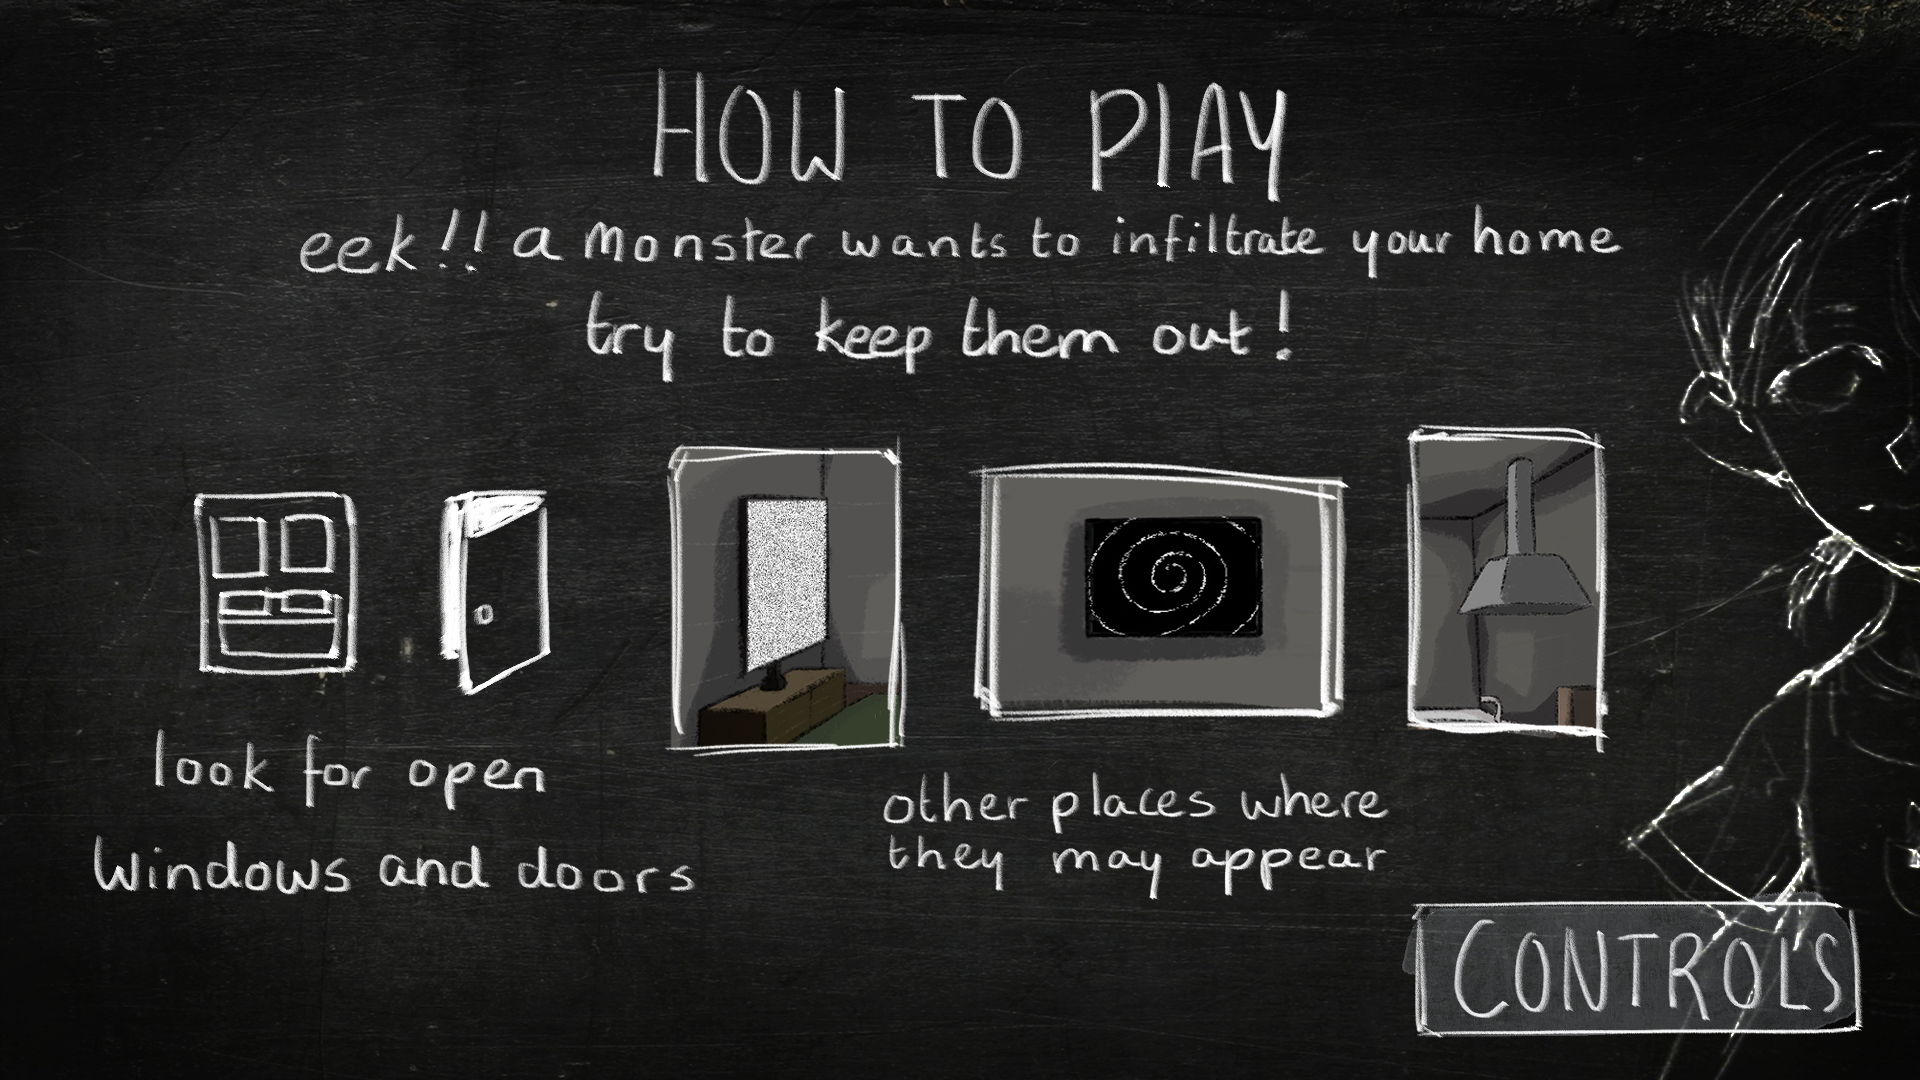 HOW TO PLAY
eek!! a monster wants to infiltrate your home
try to keep them out!
look for open
windows and doors
other places where
they may appear
CONTROLS